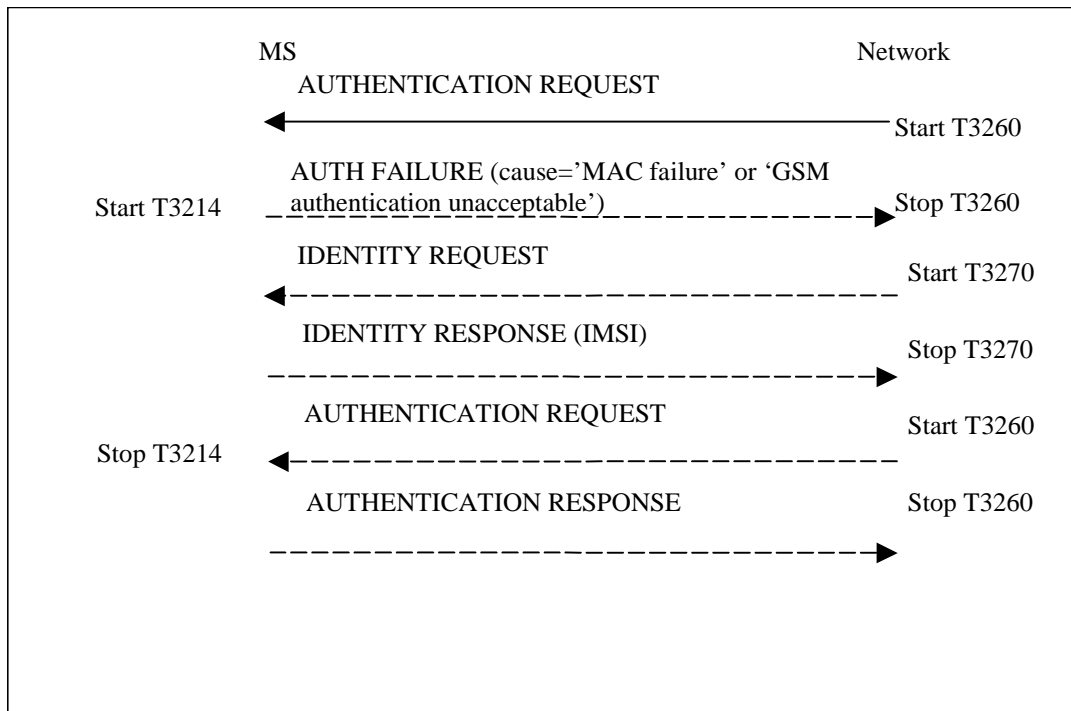 MS Network
AUTHENTICATION REQUEST
Start T3260
AUTH FAILURE (cause=’MAC failure’ or ‘GSM
authentication unacceptable’)
Start T3214
Stop T3260
IDENTITY REQUEST
Start T3270
IDENTITY RESPONSE (IMSI)
Stop T3270
AUTHENTICATION REQUEST
Start T3260
Stop T3214
AUTHENTICATION RESPONSE
Stop T3260